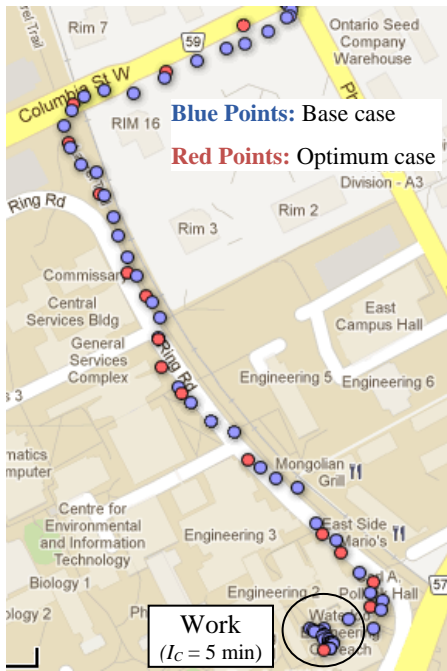 Rim 7
Ontario Seed
Company
Warehouse
59
Columbia St W
RIM 16
Blue Points: Base case
Red Points: Optimum case
Division - A3
Ring Rd
Rim 2
Rim 3
Commissary
Central
Services Bldg
East
Campus Hall
General
Services
Complex
Ring Rd
Engineering 5
Engineering 6
Mongolian
Grill
Centre for
Environmental
and Information
Technology
Engineering 3
East Side
Mario's
Biology 1
Engineering 2
57
Work
(IC = 5 min)